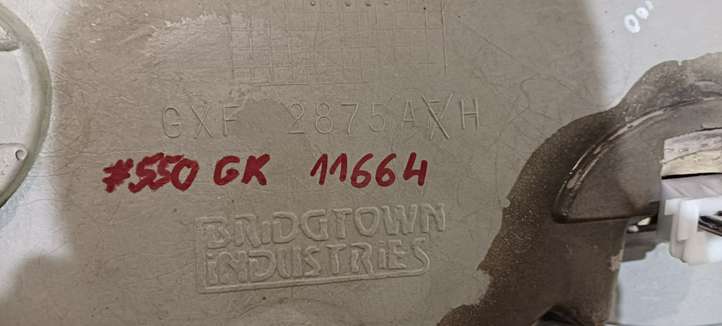 GXF 2875A H
#550 GK 11664
BRIDGTOWN
INDUSTRIES